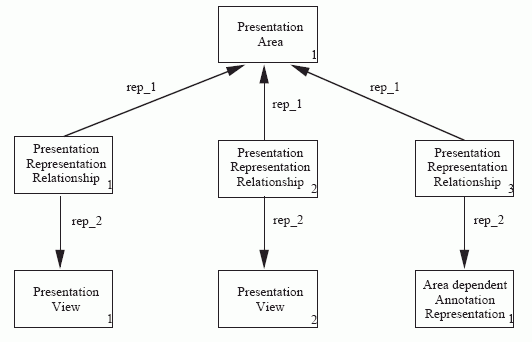 Presentation
Area
1
rep_1
rep_1
rep_1
Presentation
Representation
Relationship
1
Presentation
Representation
Relationship
2
Presentation
Representation
Relationship
3
rep_2
rep_2
rep_2
Presentation
View
1
Presentation
View
2
Area dependent
Annotation
Representation
1